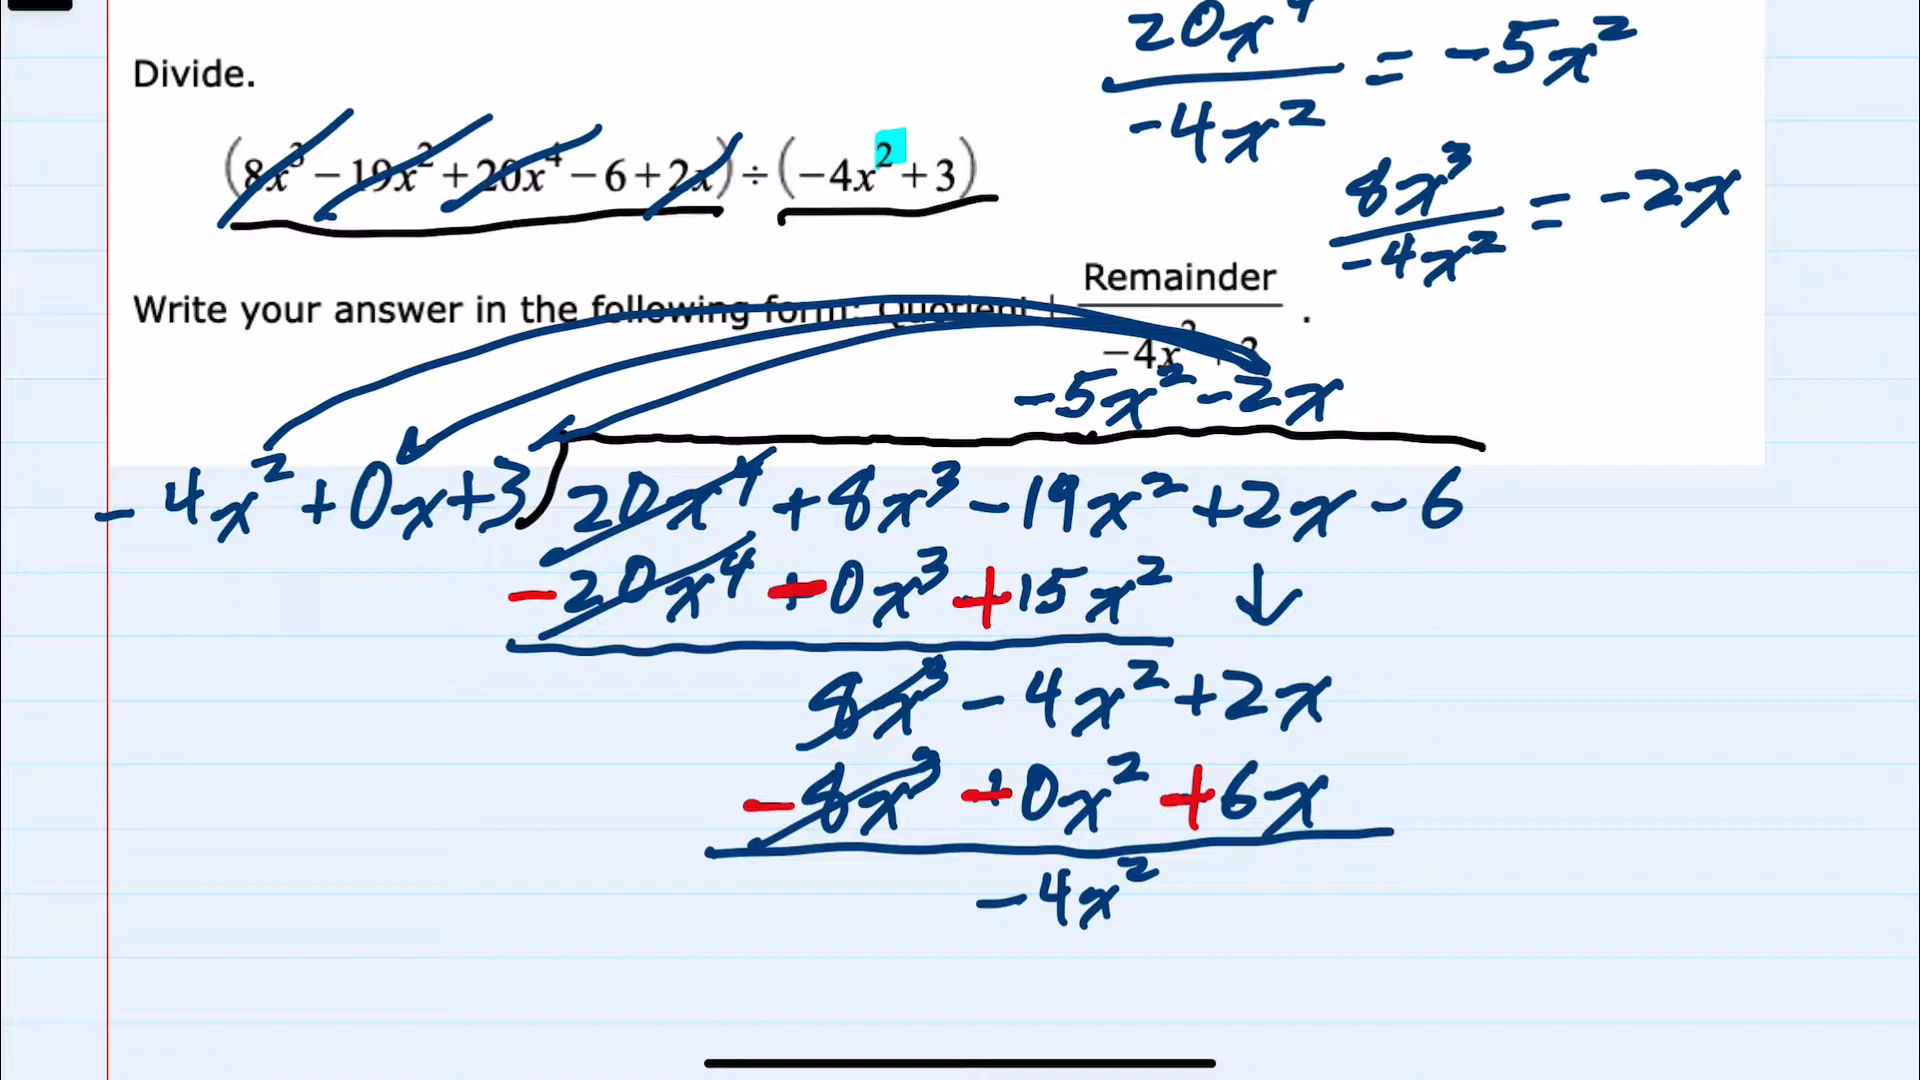 Divide.
(8x³ − 19x² + 20x⁴ − 6 + 2x) ÷ (−4x² + 3)
20x⁴ / −4x² = −5x²
8x³ / −4x² = −2x
Write your answer in the following form: Quotient + Remainder / −4x² + 3 .
−5x² − 2x
−4x² + 0x + 3 ) 20x⁴ + 8x³ − 19x² + 2x − 6
− 20x⁴ − 0x³ + 15x² ↓
8x³ − 4x² + 2x
− 8x³ − 0x² + 6x
− 4x²